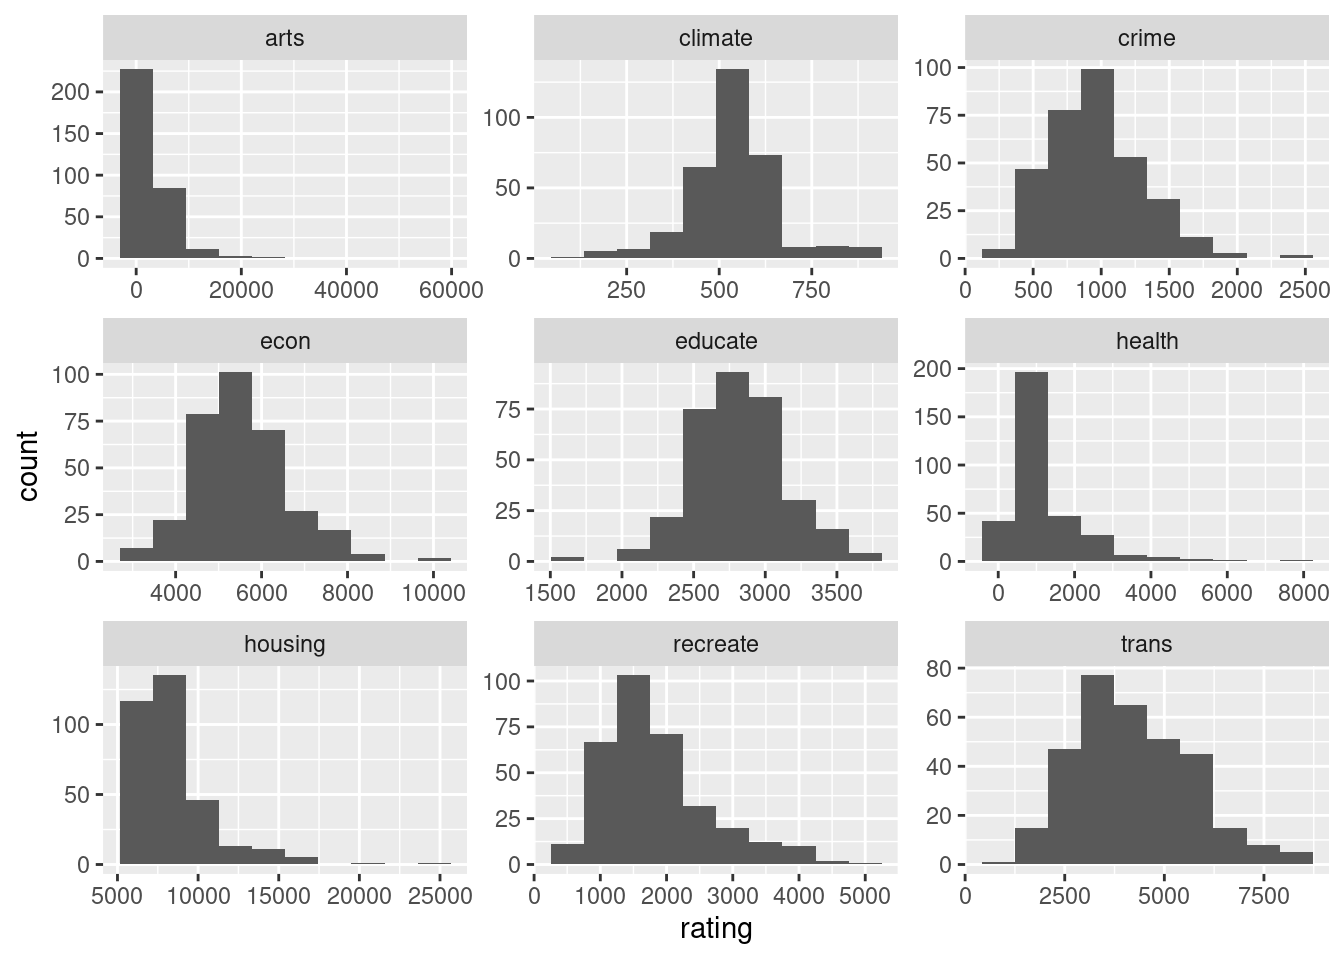 arts climate crime
200
150
100
50
0
100
50
0
100
75
50
25
0
0 20000 40000 60000
250 500 750
0 500 1000 1500 2000 2500
econ educate health
100
75
50
25
0
75
50
25
0
200
150
100
50
0
4000 6000 8000 10000
1500 2000 2500 3000 3500
0 2000 4000 6000 8000
count
housing recreate trans
100
50
0
100
75
50
25
0
80
60
40
20
0
5000 10000 15000 20000 25000
0 1000 2000 3000 4000 5000
0 2500 5000 7500
rating